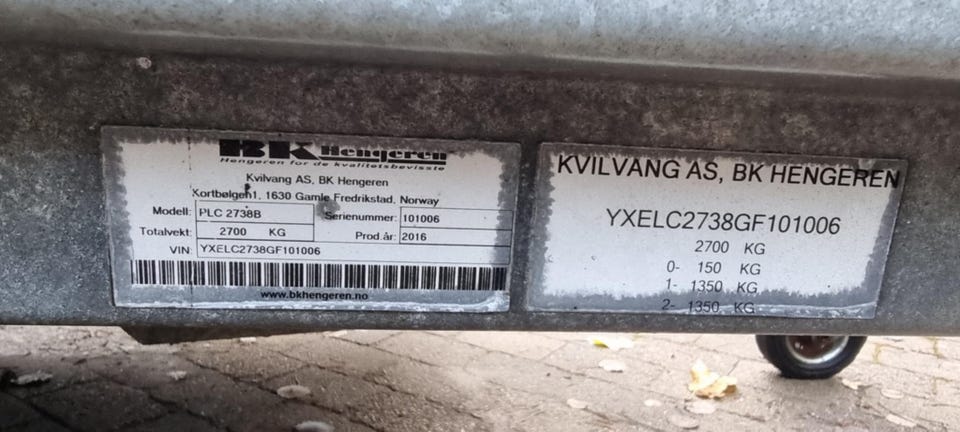 BK Hengeren
Hengeren for de kvalitetsbevisste
Kvilvang AS, BK Hengeren
Kortbølgen1, 1630 Gamle Fredrikstad, Norway
Modell: PLC 2738B Serienummer: 101006
Totalvekt: 2700 KG Prod.år: 2016
VIN: YXELC2738GF101006
www.bkhengeren.no
KVILVANG AS, BK HENGEREN
YXELC2738GF101006
2700 KG
0- 150 KG
1- 1350 KG
2- 1350 KG